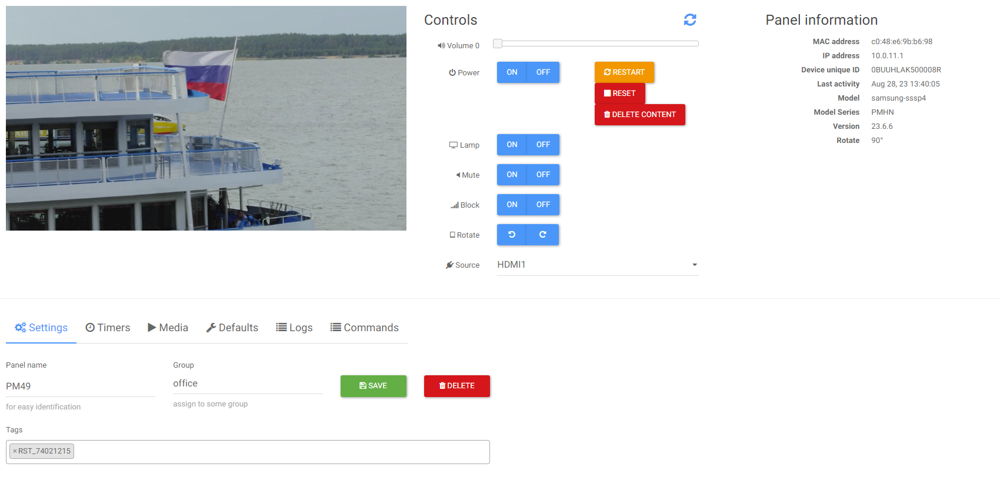 Controls
Volume 0
Power
ON OFF
RESTART
RESET
DELETE CONTENT
Lamp
ON OFF
Mute
ON OFF
Block
ON OFF
Rotate
Source
HDMI1
Panel information
MAC address c0:48:e6:9b:b6:98
IP address 10.0.11.1
Device unique ID 0BUUHLAK500008R
Last activity Aug 28, 23 13:40:05
Model samsung-sssp4
Model Series PMHN
Version 23.6.6
Rotate 90°
Settings Timers Media Defaults Logs Commands
Panel name
PM49
for easy identification
Group
office
assign to some group
SAVE
DELETE
Tags
×RST_74021215